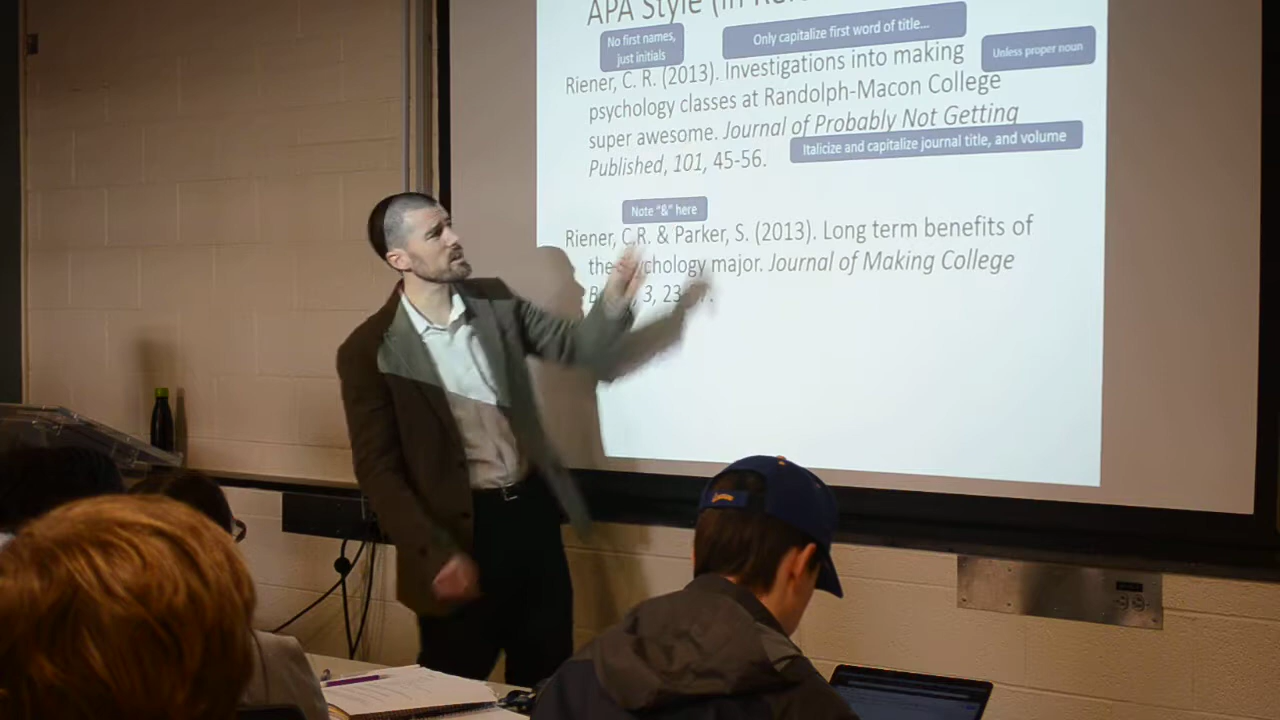 APA Style (in
No first names,
just initials
Only capitalize first word of title...
Unless proper noun
Riener, C. R. (2013). Investigations into making
psychology classes at Randolph-Macon College
super awesome. Journal of Probably Not Getting
Published, 101, 45-56.
Italicize and capitalize journal title, and volume
Note "&" here
Riener, C.R. & Parker, S. (2013). Long term benefits of
the psychology major. Journal of Making College
3, 23